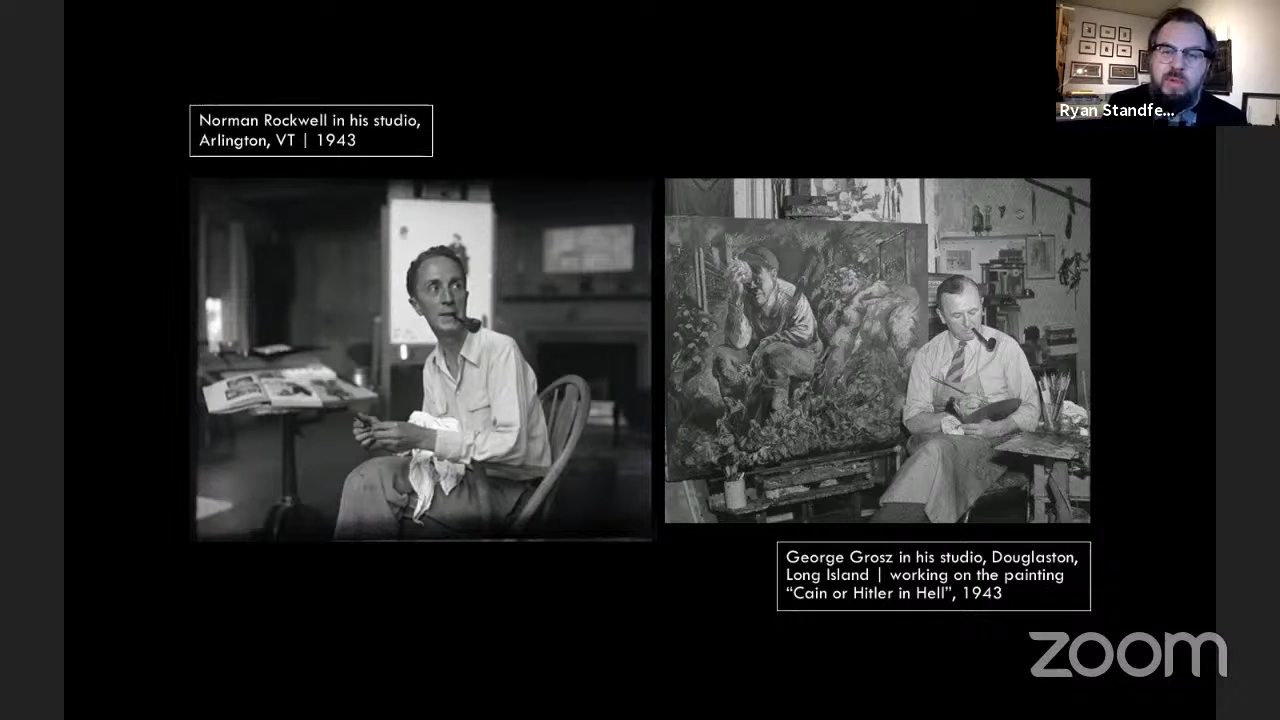 Ryan Standfe...
Norman Rockwell in his studio,
Arlington, VT | 1943
George Grosz in his studio, Douglaston,
Long Island | working on the painting
“Cain or Hitler in Hell”, 1943
zoom